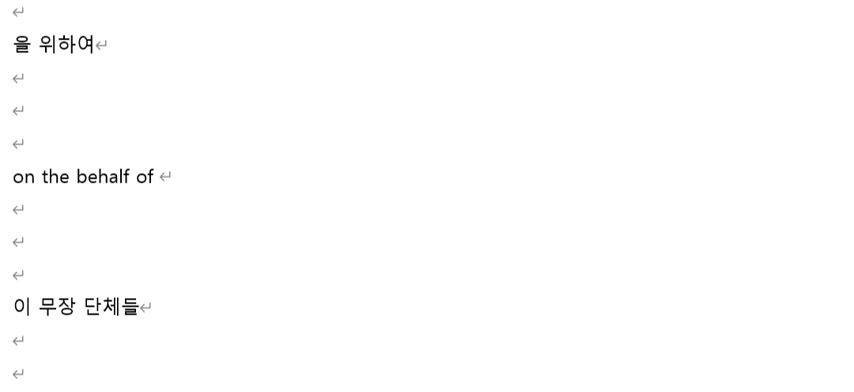 을 위하여
on the behalf of
이 무장 단체들